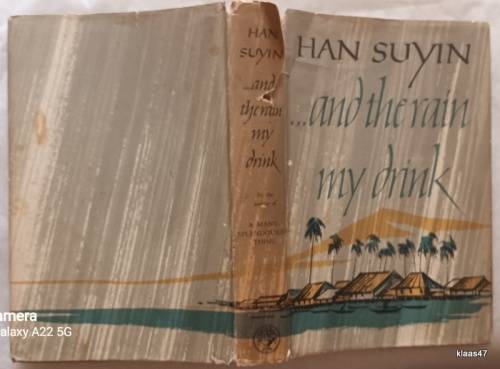 HAN
SUYIN
...and
the rain
my
drink
by the
author of
A MANY-
SPLENDOURED
THING
HAN SUYIN
...and the rain
my drink
amera
alaxy A22 5G
klaas47